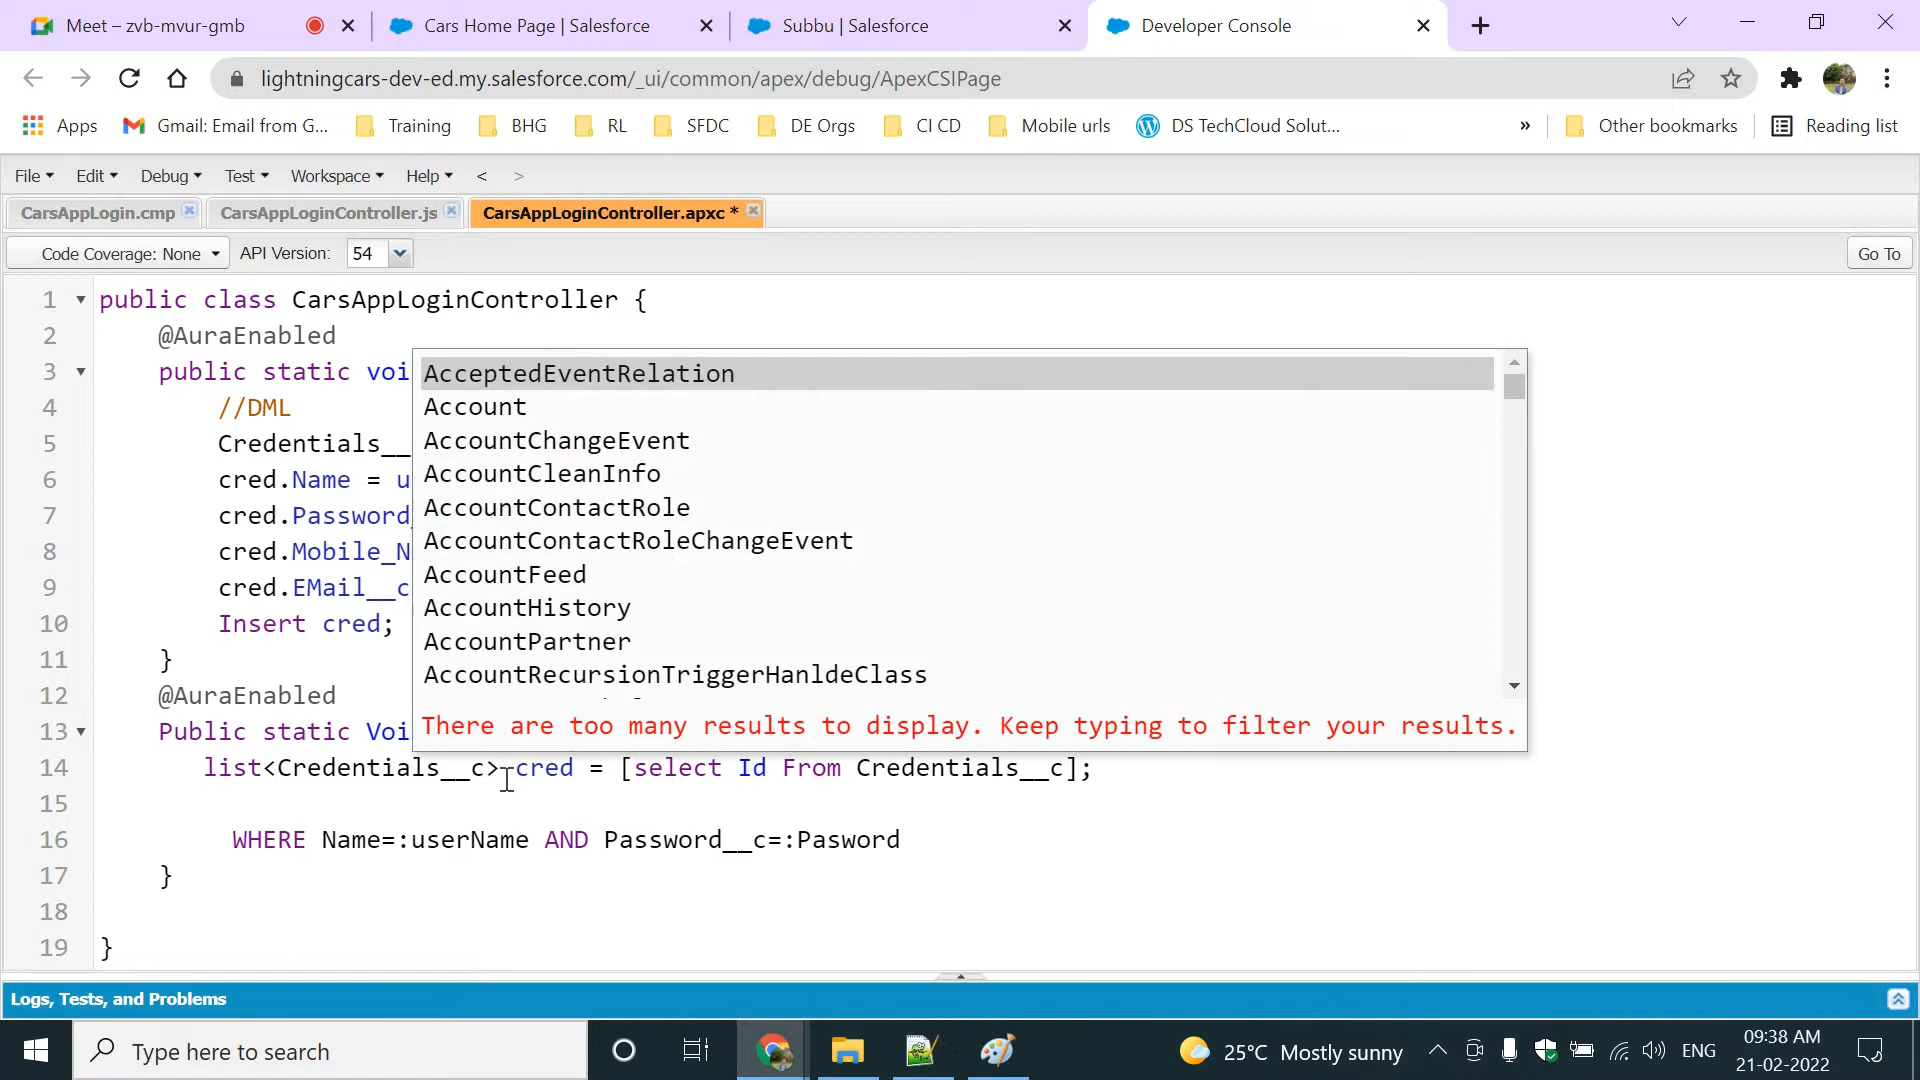 Meet – zvb-mvur-gmb
Cars Home Page | Salesforce
Subbu | Salesforce
Developer Console
lightningcars-dev-ed.my.salesforce.com/_ui/common/apex/debug/ApexCSIPage
Apps
Gmail: Email from G...
Training
BHG
RL
SFDC
DE Orgs
CI CD
Mobile urls
DS TechCloud Solut...
»
Other bookmarks
Reading list
File
Edit
Debug
Test
Workspace
Help
<
>
CarsAppLogin.cmp
CarsAppLoginController.js
CarsAppLoginController.apxc *
Code Coverage: None
API Version:
54
Go To
1 public class CarsAppLoginController {
2 @AuraEnabled
3 public static voi
4 //DML
5 Credentials__
6 cred.Name = u
7 cred.Password_
8 cred.Mobile_N
9 cred.EMail__c
10 Insert cred;
11 }
12 @AuraEnabled
13 Public static Voi
14 list<Credentials__c> cred = [select Id From Credentials__c];
15
16 WHERE Name=:userName AND Password__c=:Pasword
17 }
18
19 }
AcceptedEventRelation
Account
AccountChangeEvent
AccountCleanInfo
AccountContactRole
AccountContactRoleChangeEvent
AccountFeed
AccountHistory
AccountPartner
AccountRecursionTriggerHanldeClass
There are too many results to display. Keep typing to filter your results.
Logs, Tests, and Problems
Type here to search
25°C Mostly sunny
ENG
09:38 AM
21-02-2022